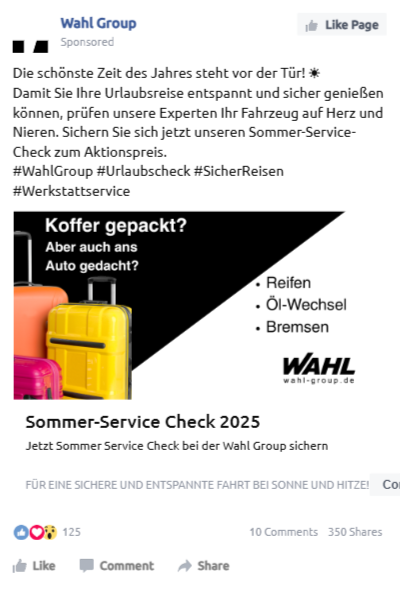 Wahl Group
Sponsored
Like Page
Die schönste Zeit des Jahres steht vor der Tür! ☀
Damit Sie Ihre Urlaubsreise entspannt und sicher genießen
können, prüfen unsere Experten Ihr Fahrzeug auf Herz und
Nieren. Sichern Sie sich jetzt unseren Sommer-Service-
Check zum Aktionspreis.
#WahlGroup #Urlaubscheck #SicherReisen
#Werkstattservice
Koffer gepackt?
Aber auch ans
Auto gedacht?
• Reifen
• Öl-Wechsel
• Bremsen
WAHL
wahl-group.de
Sommer-Service Check 2025
Jetzt Sommer Service Check bei der Wahl Group sichern
FÜR EINE SICHERE UND ENTSPANNTE FAHRT BEI SONNE UND HITZE!
125
10 Comments 350 Shares
Like Comment Share